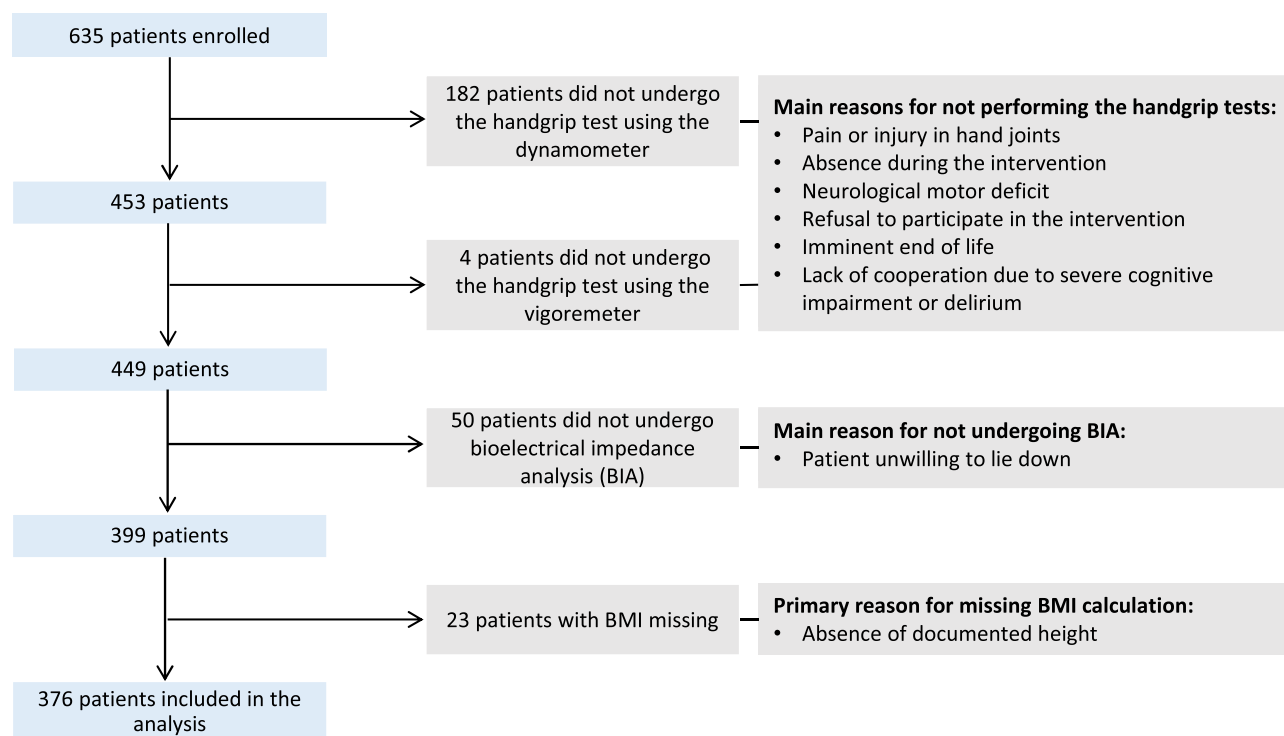 635 patients enrolled
182 patients did not undergo
the handgrip test using the
dynamometer
Main reasons for not performing the handgrip tests:
• Pain or injury in hand joints
• Absence during the intervention
• Neurological motor deficit
• Refusal to participate in the intervention
• Imminent end of life
• Lack of cooperation due to severe cognitive
impairment or delirium
453 patients
4 patients did not undergo
the handgrip test using the
vigoremeter
449 patients
50 patients did not undergo
bioelectrical impedance
analysis (BIA)
Main reason for not undergoing BIA:
• Patient unwilling to lie down
399 patients
23 patients with BMI missing
Primary reason for missing BMI calculation:
• Absence of documented height
376 patients included in the
analysis